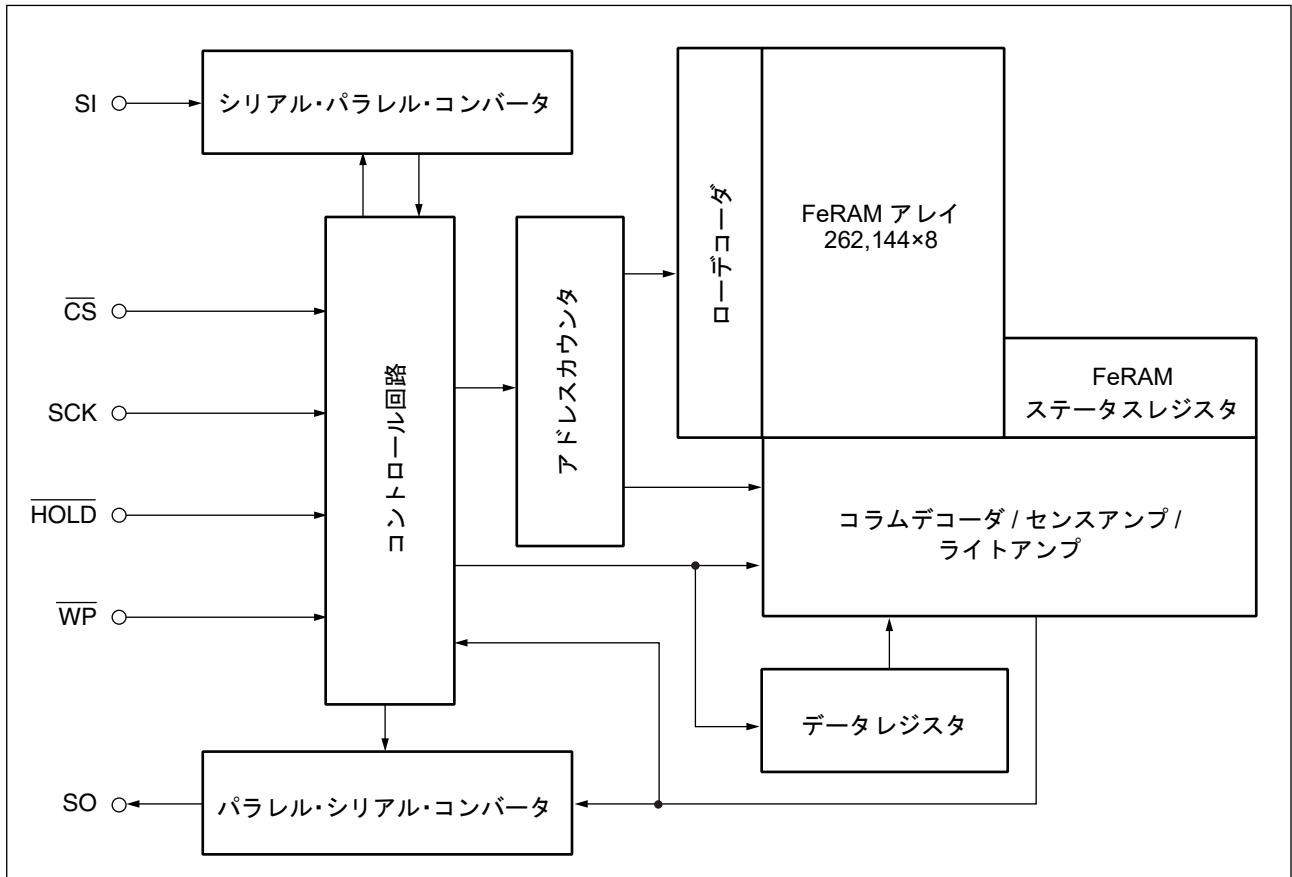 SI
シリアル・パラレル・コンバータ
ローデコーダ
FeRAM アレイ
262,144×8
CS
SCK
HOLD
WP
コントロール回路
アドレスカウンタ
FeRAM
ステータスレジスタ
コラムデコーダ / センスアンプ /
ライトアンプ
データレジスタ
SO
パラレル・シリアル・コンバータ